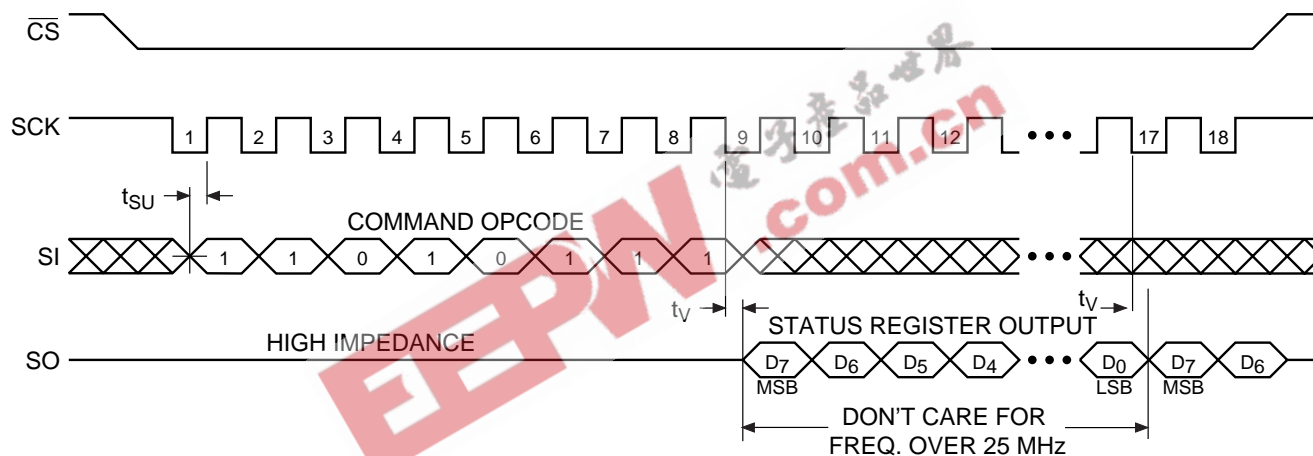 CS
SCK 1 2 3 4 5 6 7 8 9 10 11 12 17 18
tSU
COMMAND OPCODE
SI 1 1 0 1 0 1 1 1
tV tV
HIGH IMPEDANCE
STATUS REGISTER OUTPUT
SO D7 D6 D5 D4 D0 D7 D6
MSB LSB MSB
DON'T CARE FOR
FREQ. OVER 25 MHz
EEPW .com.cn
電子產品世界